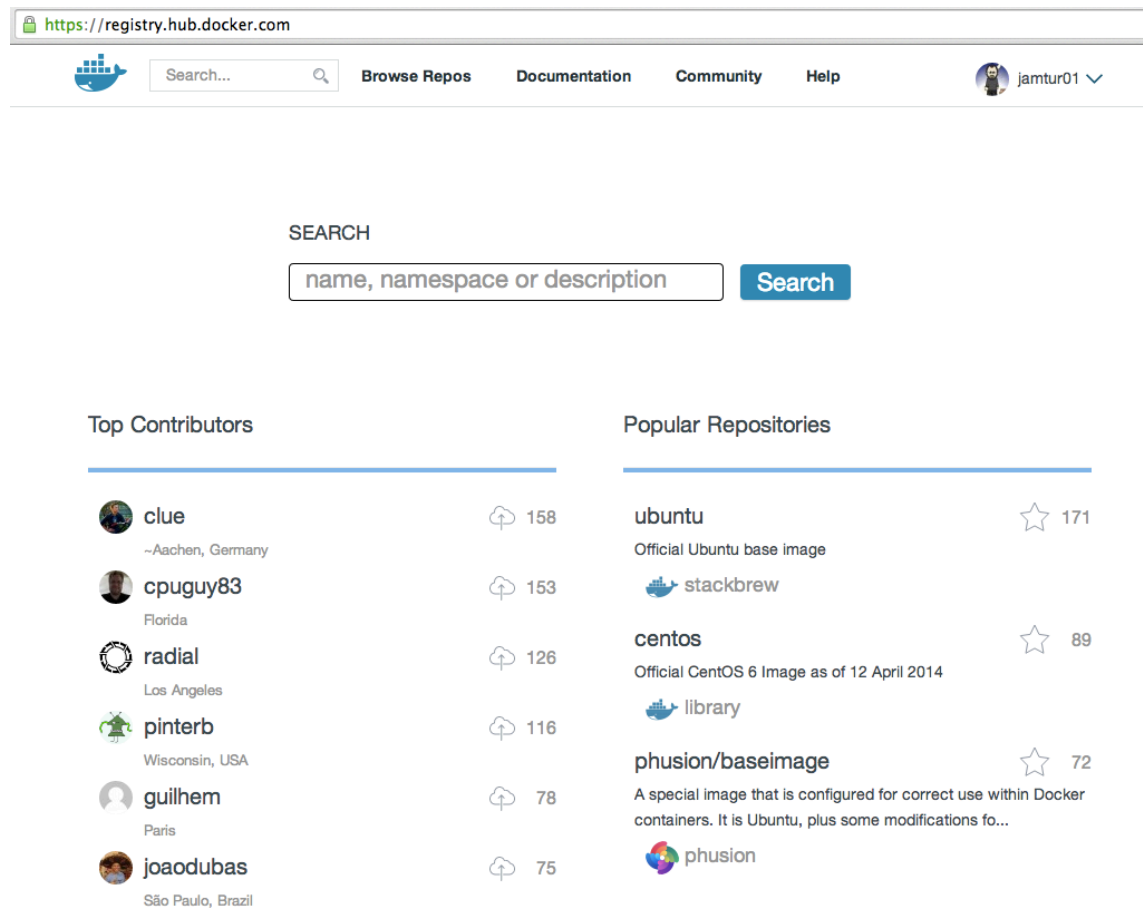 https://registry.hub.docker.com
Search... Browse Repos Documentation Community Help jamtur01
SEARCH
name, namespace or description Search
Top Contributors
clue 158
~Aachen, Germany
cpuguy83 153
Florida
radial 126
Los Angeles
pinterb 116
Wisconsin, USA
guilhem 78
Paris
joaodubas 75
São Paulo, Brazil
Popular Repositories
ubuntu 171
Official Ubuntu base image
stackbrew
centos 89
Official CentOS 6 Image as of 12 April 2014
library
phusion/baseimage 72
A special image that is configured for correct use within Docker
containers. It is Ubuntu, plus some modifications fo...
phusion